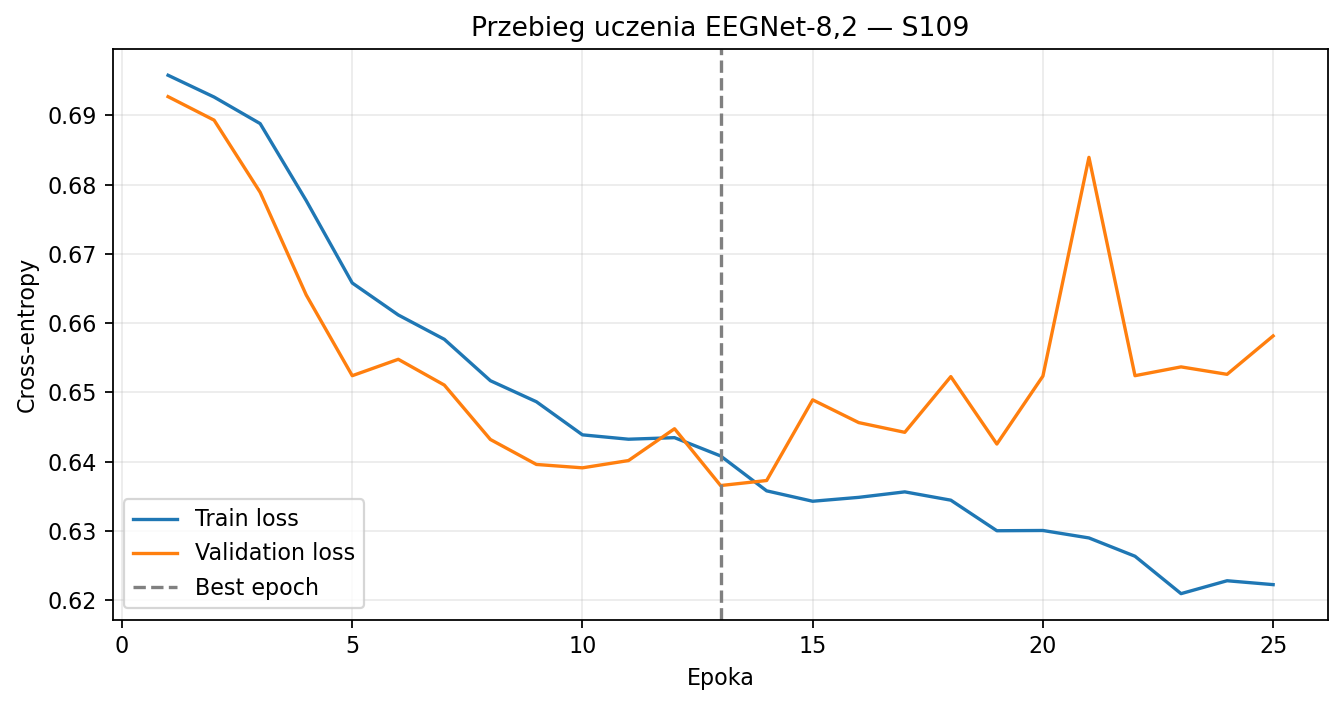 Przebieg uczenia EEGNet-8,2 — S109
Cross-entropy
0.69
0.68
0.67
0.66
0.65
0.64
0.63
0.62
Train loss
Validation loss
Best epoch
0 5 10 15 20 25
Epoka